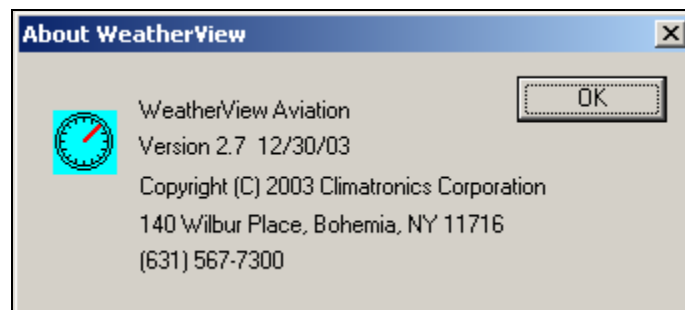 About WeatherView
OK
WeatherView Aviation
Version 2.7 12/30/03
Copyright (C) 2003 Climatronics Corporation
140 Wilbur Place, Bohemia, NY 11716
(631) 567-7300